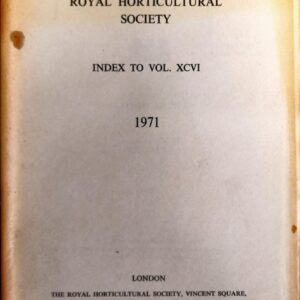 ROYAL HORTICULTURAL
SOCIETY
INDEX TO VOL. XCVI
1971
LONDON
THE ROYAL HORTICULTURAL SOCIETY, VINCENT SQUARE,